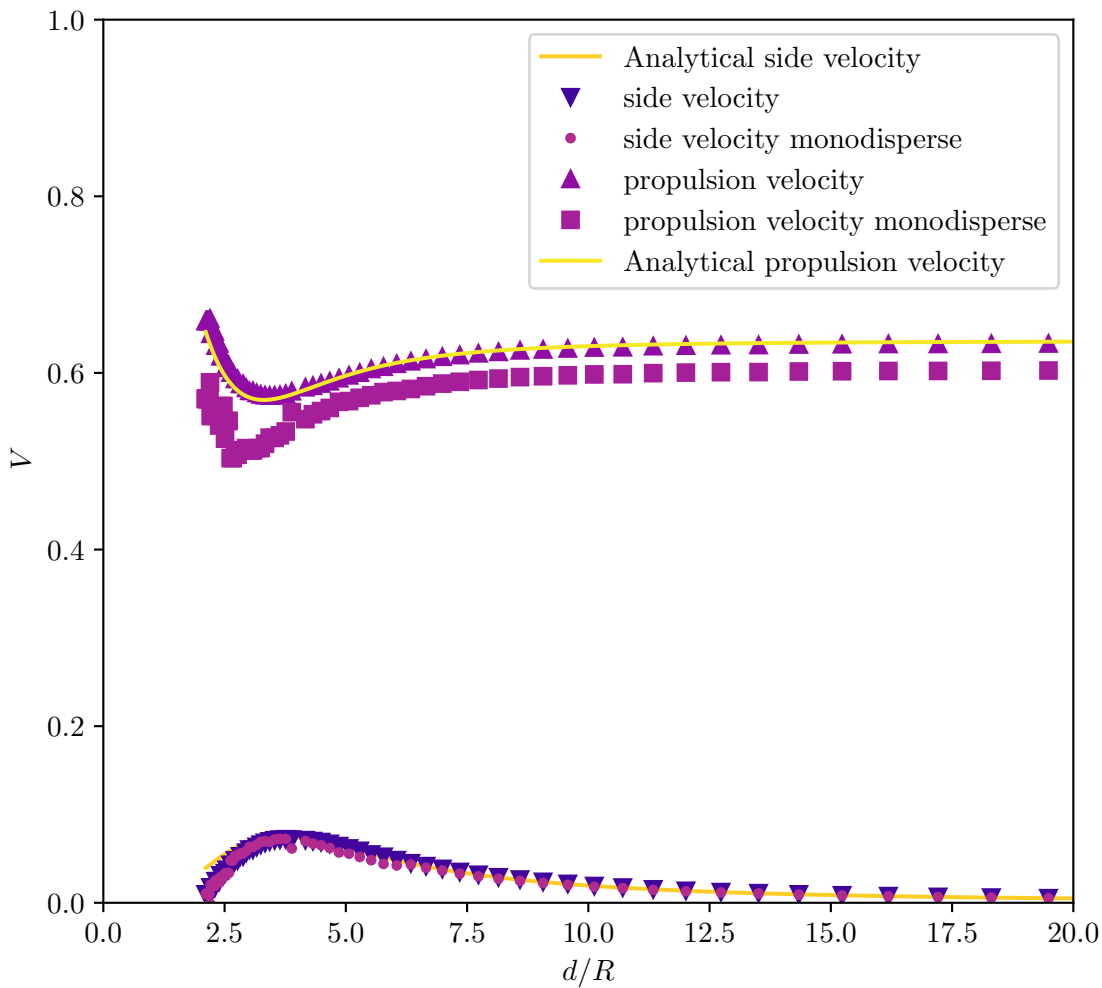 1.0
0.8
0.6
0.4
0.2
0.0
V
Analytical side velocity
side velocity
side velocity monodisperse
propulsion velocity
propulsion velocity monodisperse
Analytical propulsion velocity
0.0 2.5 5.0 7.5 10.0 12.5 15.0 17.5 20.0
d/R